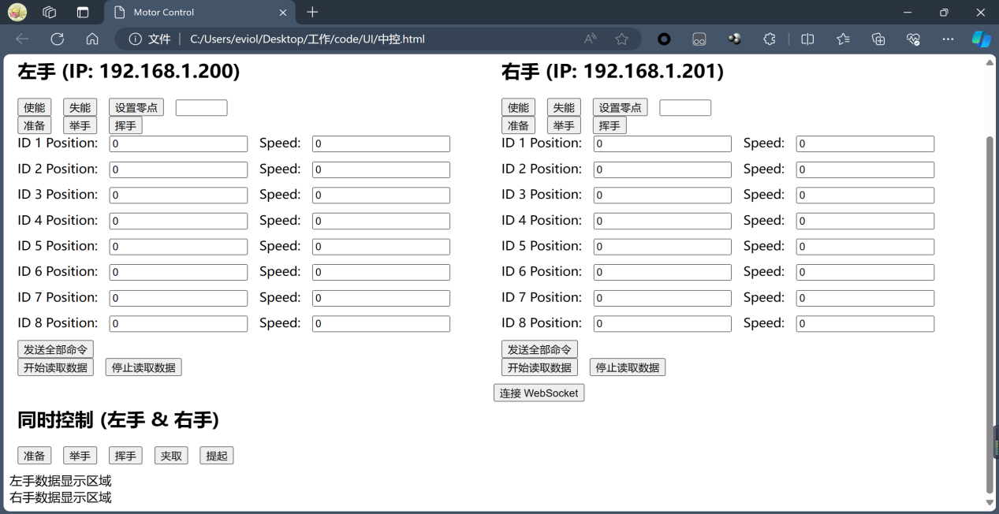 Motor Control
文件 C:/Users/eviol/Desktop/工作/code/UI/中控.html
左手 (IP: 192.168.1.200)
使能 失能 设置零点
准备 举手 挥手
ID 1 Position: 0 Speed: 0
ID 2 Position: 0 Speed: 0
ID 3 Position: 0 Speed: 0
ID 4 Position: 0 Speed: 0
ID 5 Position: 0 Speed: 0
ID 6 Position: 0 Speed: 0
ID 7 Position: 0 Speed: 0
ID 8 Position: 0 Speed: 0
发送全部命令
开始读取数据 停止读取数据
右手 (IP: 192.168.1.201)
使能 失能 设置零点
准备 举手 挥手
ID 1 Position: 0 Speed: 0
ID 2 Position: 0 Speed: 0
ID 3 Position: 0 Speed: 0
ID 4 Position: 0 Speed: 0
ID 5 Position: 0 Speed: 0
ID 6 Position: 0 Speed: 0
ID 7 Position: 0 Speed: 0
ID 8 Position: 0 Speed: 0
发送全部命令
开始读取数据 停止读取数据
连接 WebSocket
同时控制 (左手 & 右手)
准备 举手 挥手 夹取 提起
左手数据显示区域
右手数据显示区域